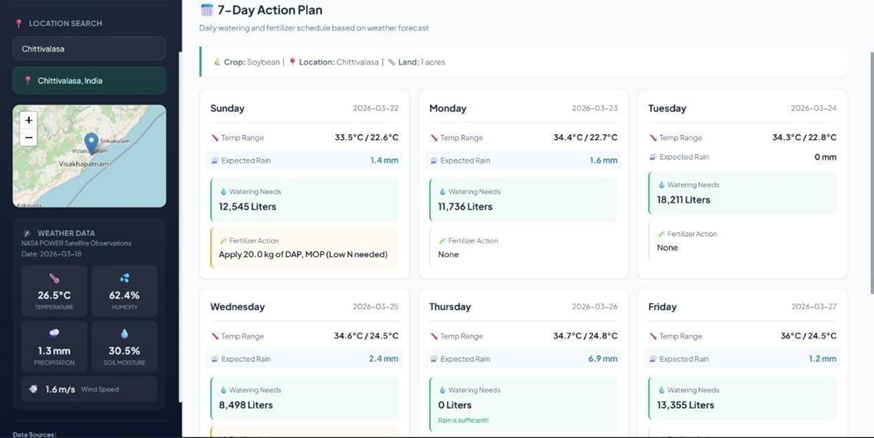 LOCATION SEARCH
Chittivalasa
Chittivalasa, India
+
−
Srikakulam
Visakhapatnam
WEATHER DATA
NASA POWER Satellite Observations
Date: 2026-03-18
26.5°C
TEMPERATURE
62.4%
HUMIDITY
1.3 mm
PRECIPITATION
30.5%
SOIL MOISTURE
1.6 m/s Wind Speed
Data Sources:
7-Day Action Plan
Daily watering and fertilizer schedule based on weather forecast
Crop: Soybean | Location: Chittivalasa | Land: 1 acres
Sunday 2026-03-22
Temp Range 33.5°C / 22.6°C
Expected Rain 1.4 mm
Watering Needs
12,545 Liters
Fertilizer Action
Apply 20.0 kg of DAP, MOP (Low N needed)
Monday 2026-03-23
Temp Range 34.4°C / 22.7°C
Expected Rain 1.6 mm
Watering Needs
11,736 Liters
Fertilizer Action
None
Tuesday 2026-03-24
Temp Range 34.3°C / 22.8°C
Expected Rain 0 mm
Watering Needs
18,211 Liters
Fertilizer Action
None
Wednesday 2026-03-25
Temp Range 34.6°C / 24.5°C
Expected Rain 2.4 mm
Watering Needs
8,498 Liters
Thursday 2026-03-26
Temp Range 34.7°C / 24.8°C
Expected Rain 6.9 mm
Watering Needs
0 Liters
Rain is sufficient!
Friday 2026-03-27
Temp Range 36°C / 24.5°C
Expected Rain 1.2 mm
Watering Needs
13,355 Liters